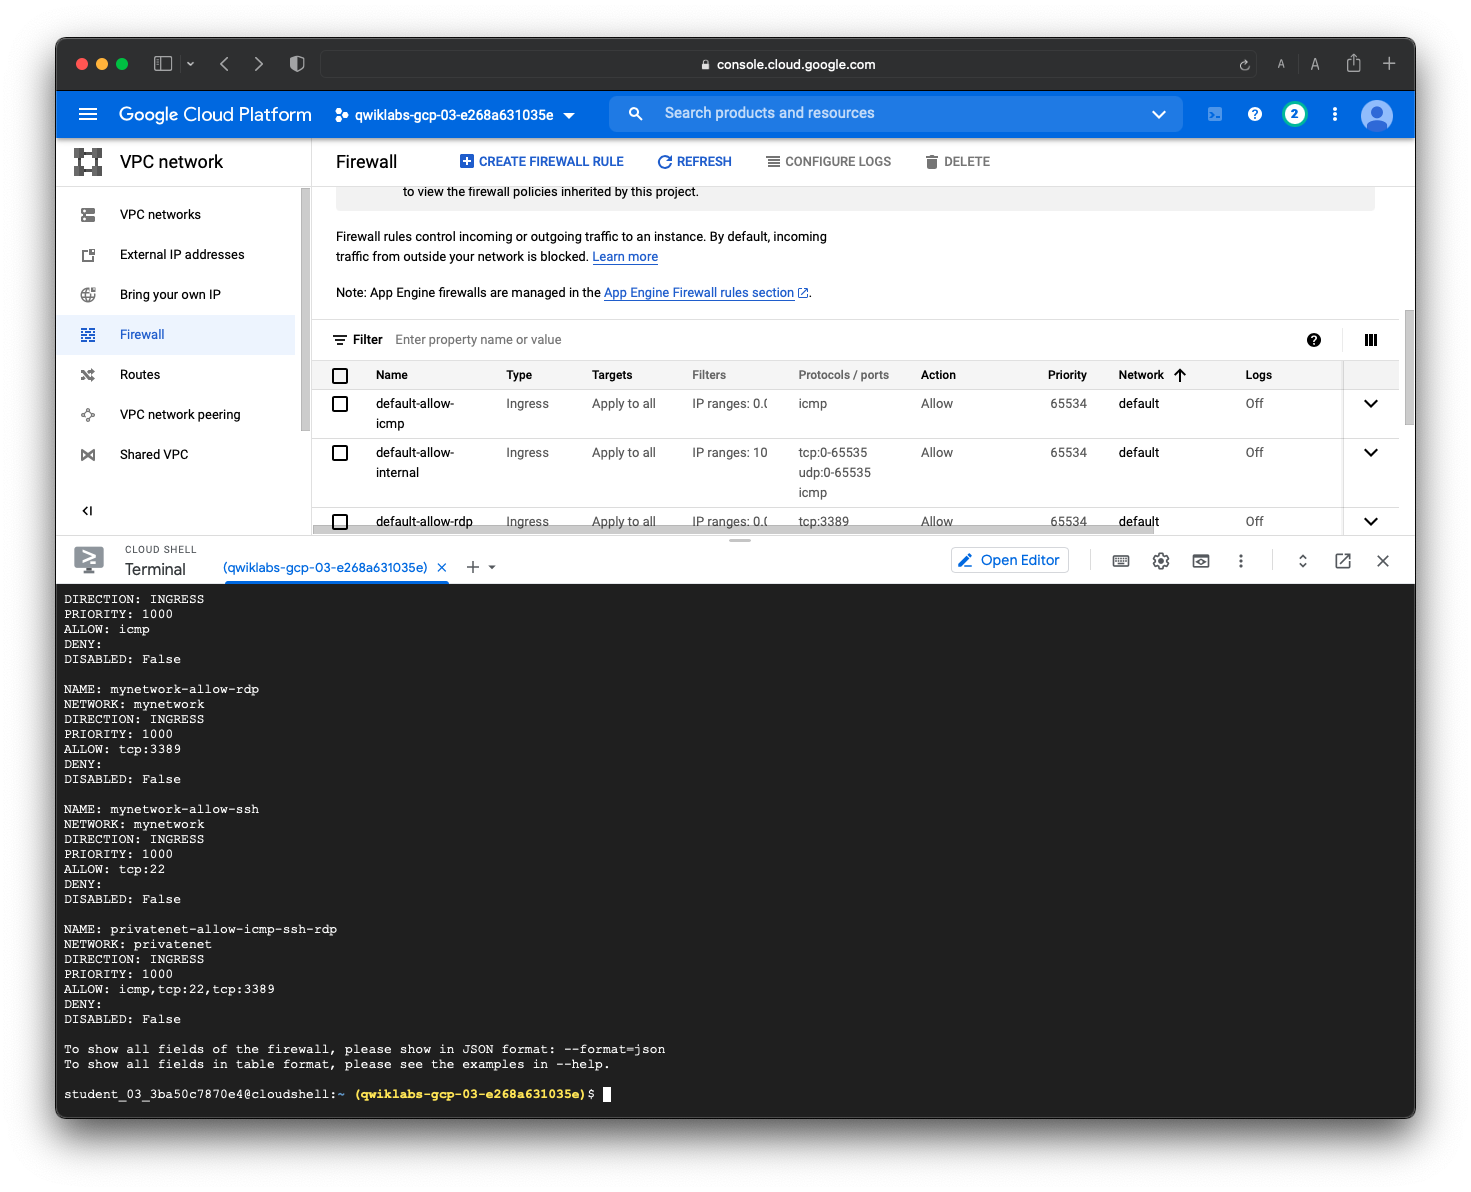 console.cloud.google.com
A
A
Google Cloud Platform
qwiklabs-gcp-03-e268a631035e
Search products and resources
2
VPC network
Firewall
CREATE FIREWALL RULE
REFRESH
CONFIGURE LOGS
DELETE
VPC networks
External IP addresses
Bring your own IP
Firewall
Routes
VPC network peering
Shared VPC
to view the firewall policies inherited by this project.
Firewall rules control incoming or outgoing traffic to an instance. By default, incoming
traffic from outside your network is blocked. Learn more
Note: App Engine firewalls are managed in the App Engine Firewall rules section.
Filter Enter property name or value
Name Type Targets Filters Protocols / ports Action Priority Network Logs
default-allow- Ingress Apply to all IP ranges: 0.( icmp Allow 65534 default Off
icmp
default-allow- Ingress Apply to all IP ranges: 10 tcp:0-65535 Allow 65534 default Off
internal udp:0-65535
icmp
default-allow-rdp Ingress Apply to all IP ranges: 0.( tcp:3389 Allow 65534 default Off
CLOUD SHELL
Terminal
(qwiklabs-gcp-03-e268a631035e)
Open Editor
DIRECTION: INGRESS
PRIORITY: 1000
ALLOW: icmp
DENY:
DISABLED: False
NAME: mynetwork-allow-rdp
NETWORK: mynetwork
DIRECTION: INGRESS
PRIORITY: 1000
ALLOW: tcp:3389
DENY:
DISABLED: False
NAME: mynetwork-allow-ssh
NETWORK: mynetwork
DIRECTION: INGRESS
PRIORITY: 1000
ALLOW: tcp:22
DENY:
DISABLED: False
NAME: privatenet-allow-icmp-ssh-rdp
NETWORK: privatenet
DIRECTION: INGRESS
PRIORITY: 1000
ALLOW: icmp,tcp:22,tcp:3389
DENY:
DISABLED: False
To show all fields of the firewall, please show in JSON format: --format=json
To show all fields in table format, please see the examples in --help.
student_03_3ba50c7870e4@cloudshell:~ (qwiklabs-gcp-03-e268a631035e)$